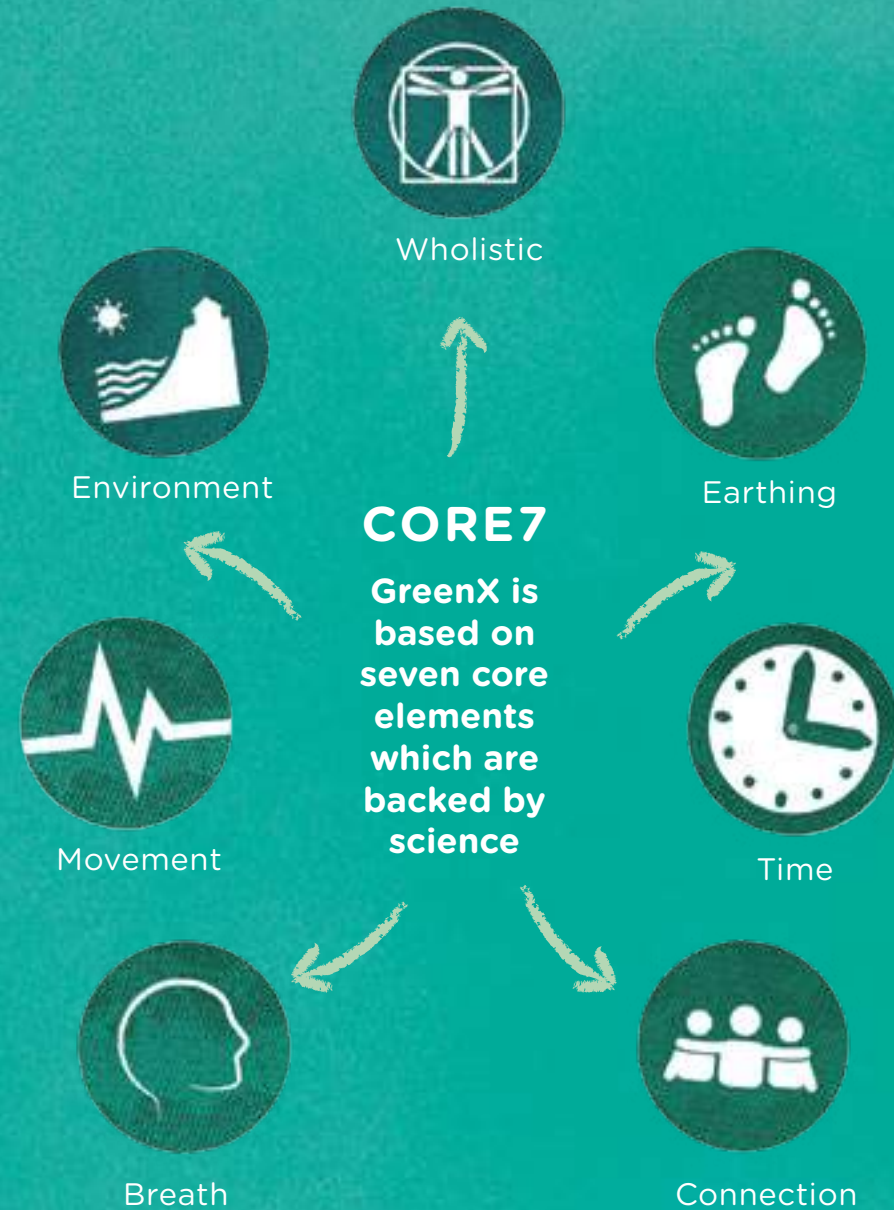 Wholistic
Environment
Earthing
CORE7
GreenX is
based on
seven core
elements
which are
backed by
science
Movement
Time
Breath
Connection